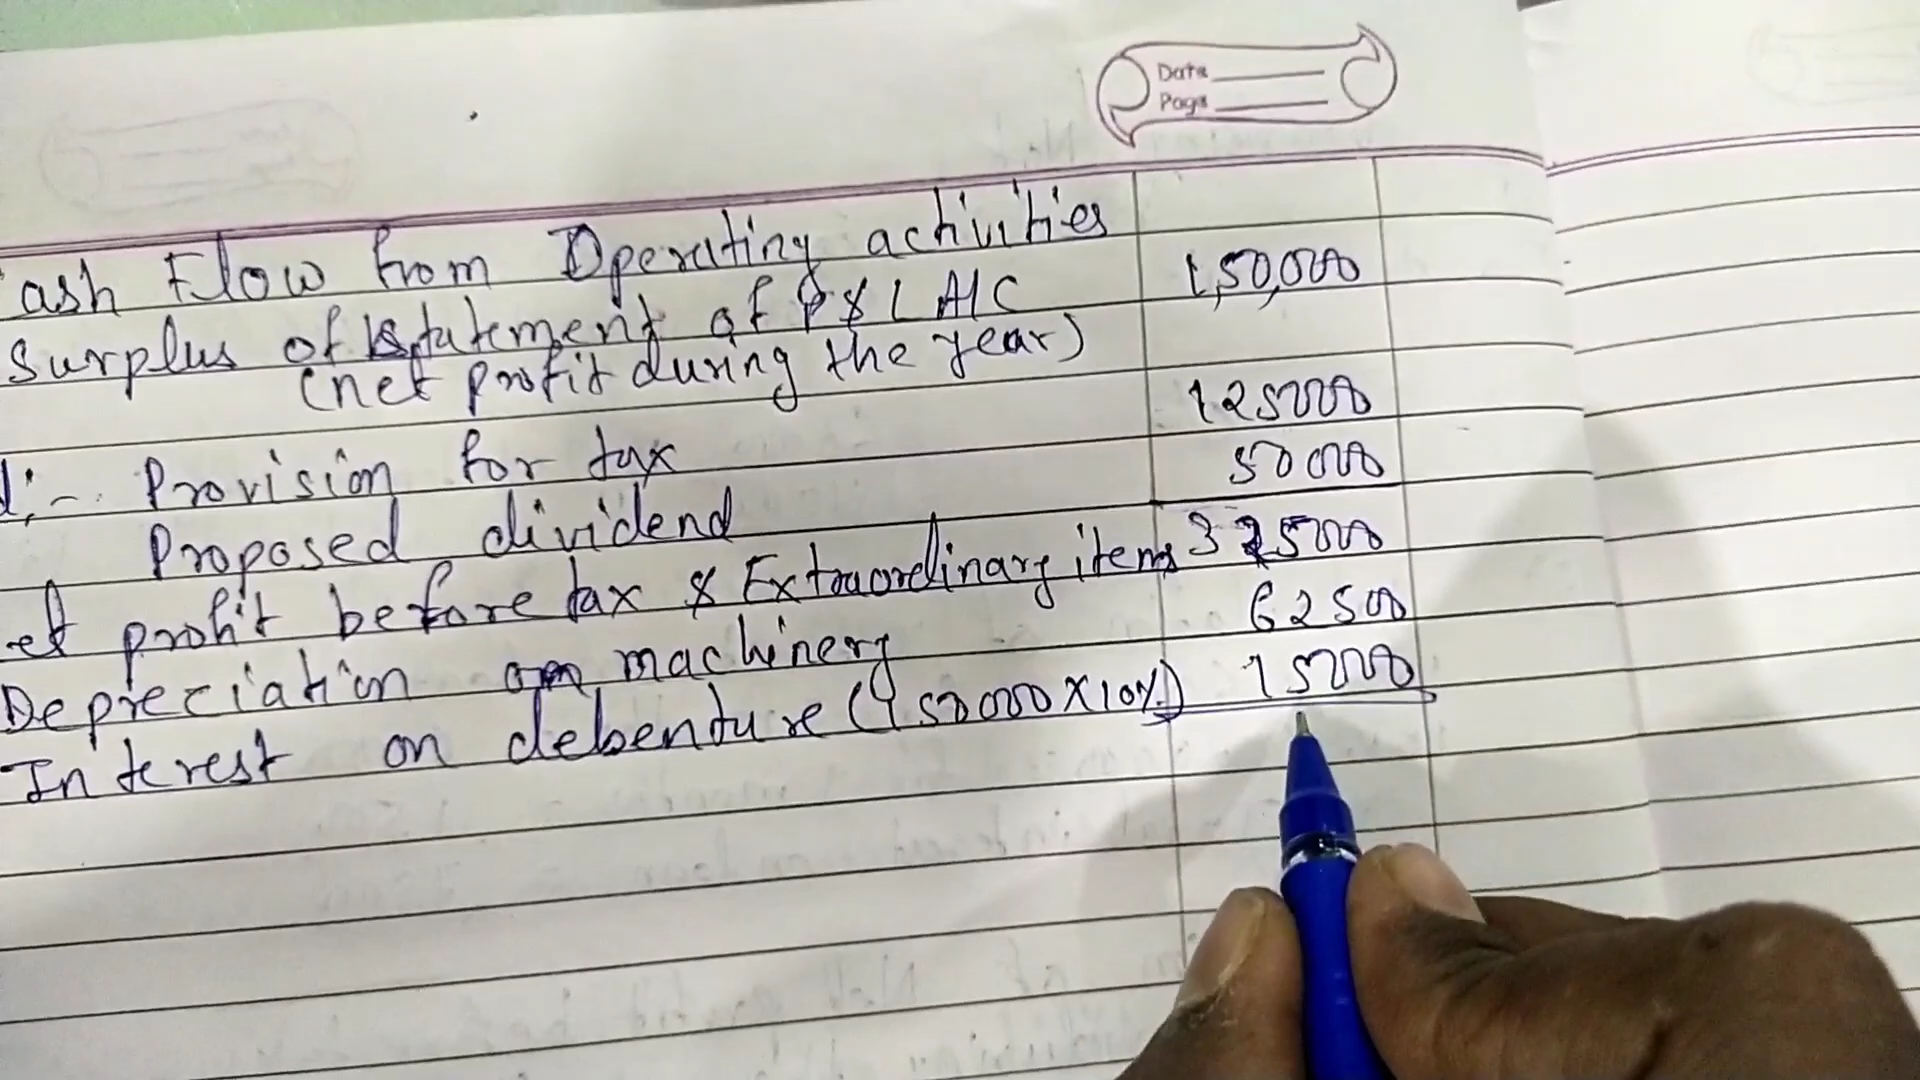 Date
Page
ash Flow from Operating activities
Surplus of statement of P & L A/C 1,50,000
(net profit during the year)
d:- Provision for tax 125000
Proposed dividend 50000
et profit before tax & Extraordinary items 325000
Depreciation on machinery 62500
Interest on debenture (150000 X 10%) 15000